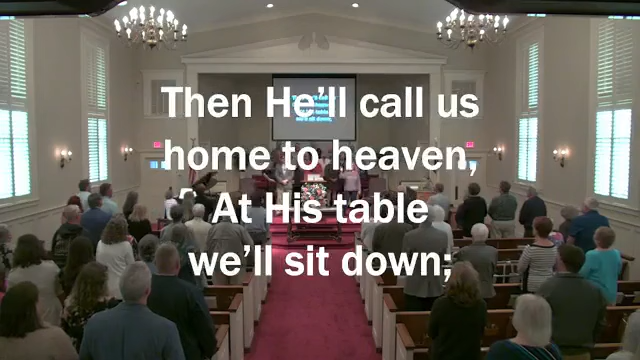 Then He'll call us
home to heaven,
At His table
we'll sit down;